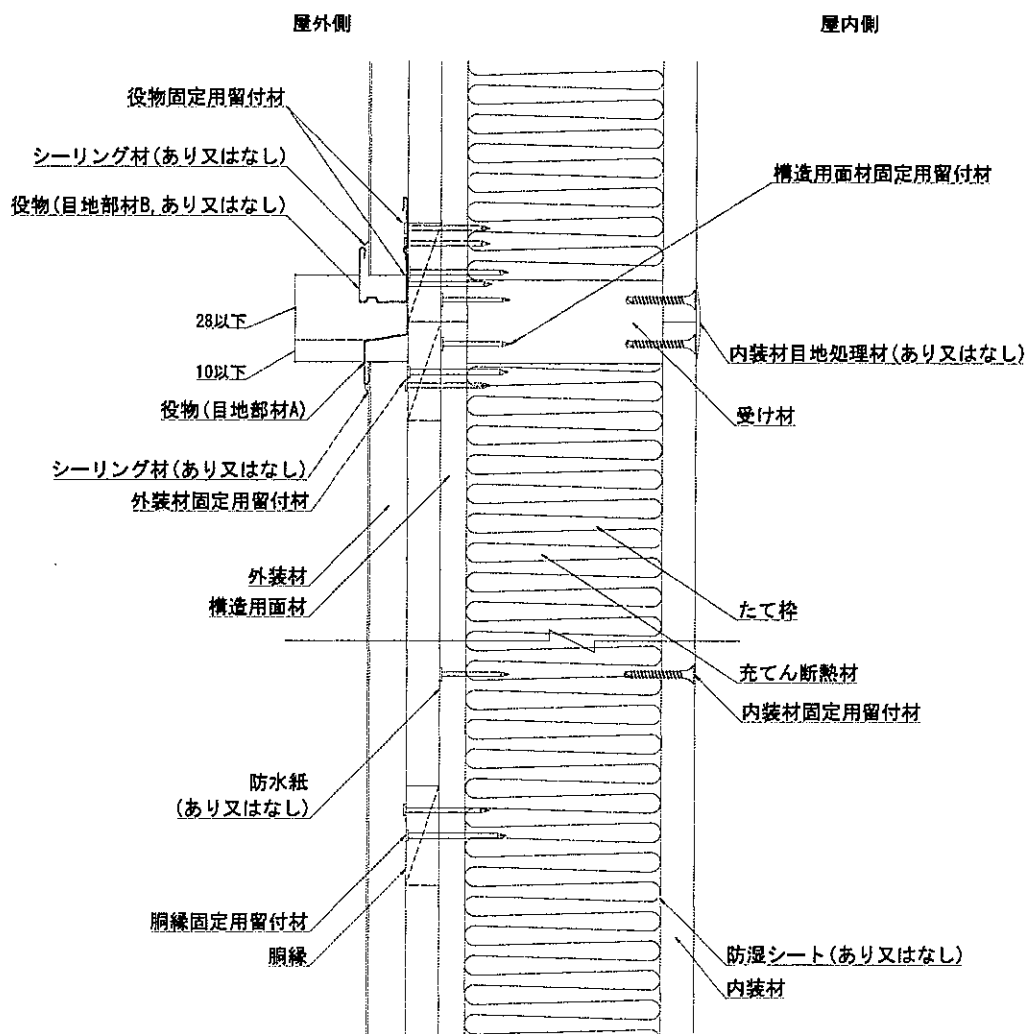 屋外側
屋内側
役物固定用留付材
シーリング材(あり又はなし)
構造用面材固定用留付材
役物(目地部材B,あり又はなし)
28以下
内装材目地処理材(あり又はなし)
10以下
役物(目地部材A)
受け材
シーリング材(あり又はなし)
外装材固定用留付材
外装材
構造用面材
たて枠
充てん断熱材
内装材固定用留付材
防水紙
(あり又はなし)
胴縁固定用留付材
胴縁
防湿シート(あり又はなし)
内装材